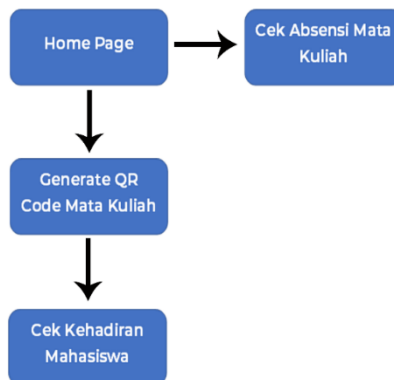 Home Page
Cek Absensi Mata
Kuliah
Generate QR
Code Mata Kuliah
Cek Kehadiran
Mahasiswa